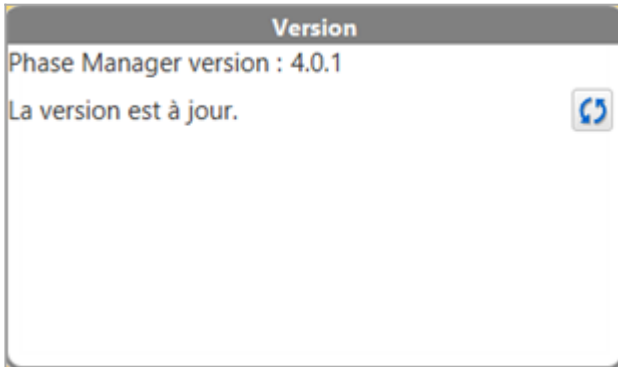 Version
Phase Manager version : 4.0.1
La version est à jour.